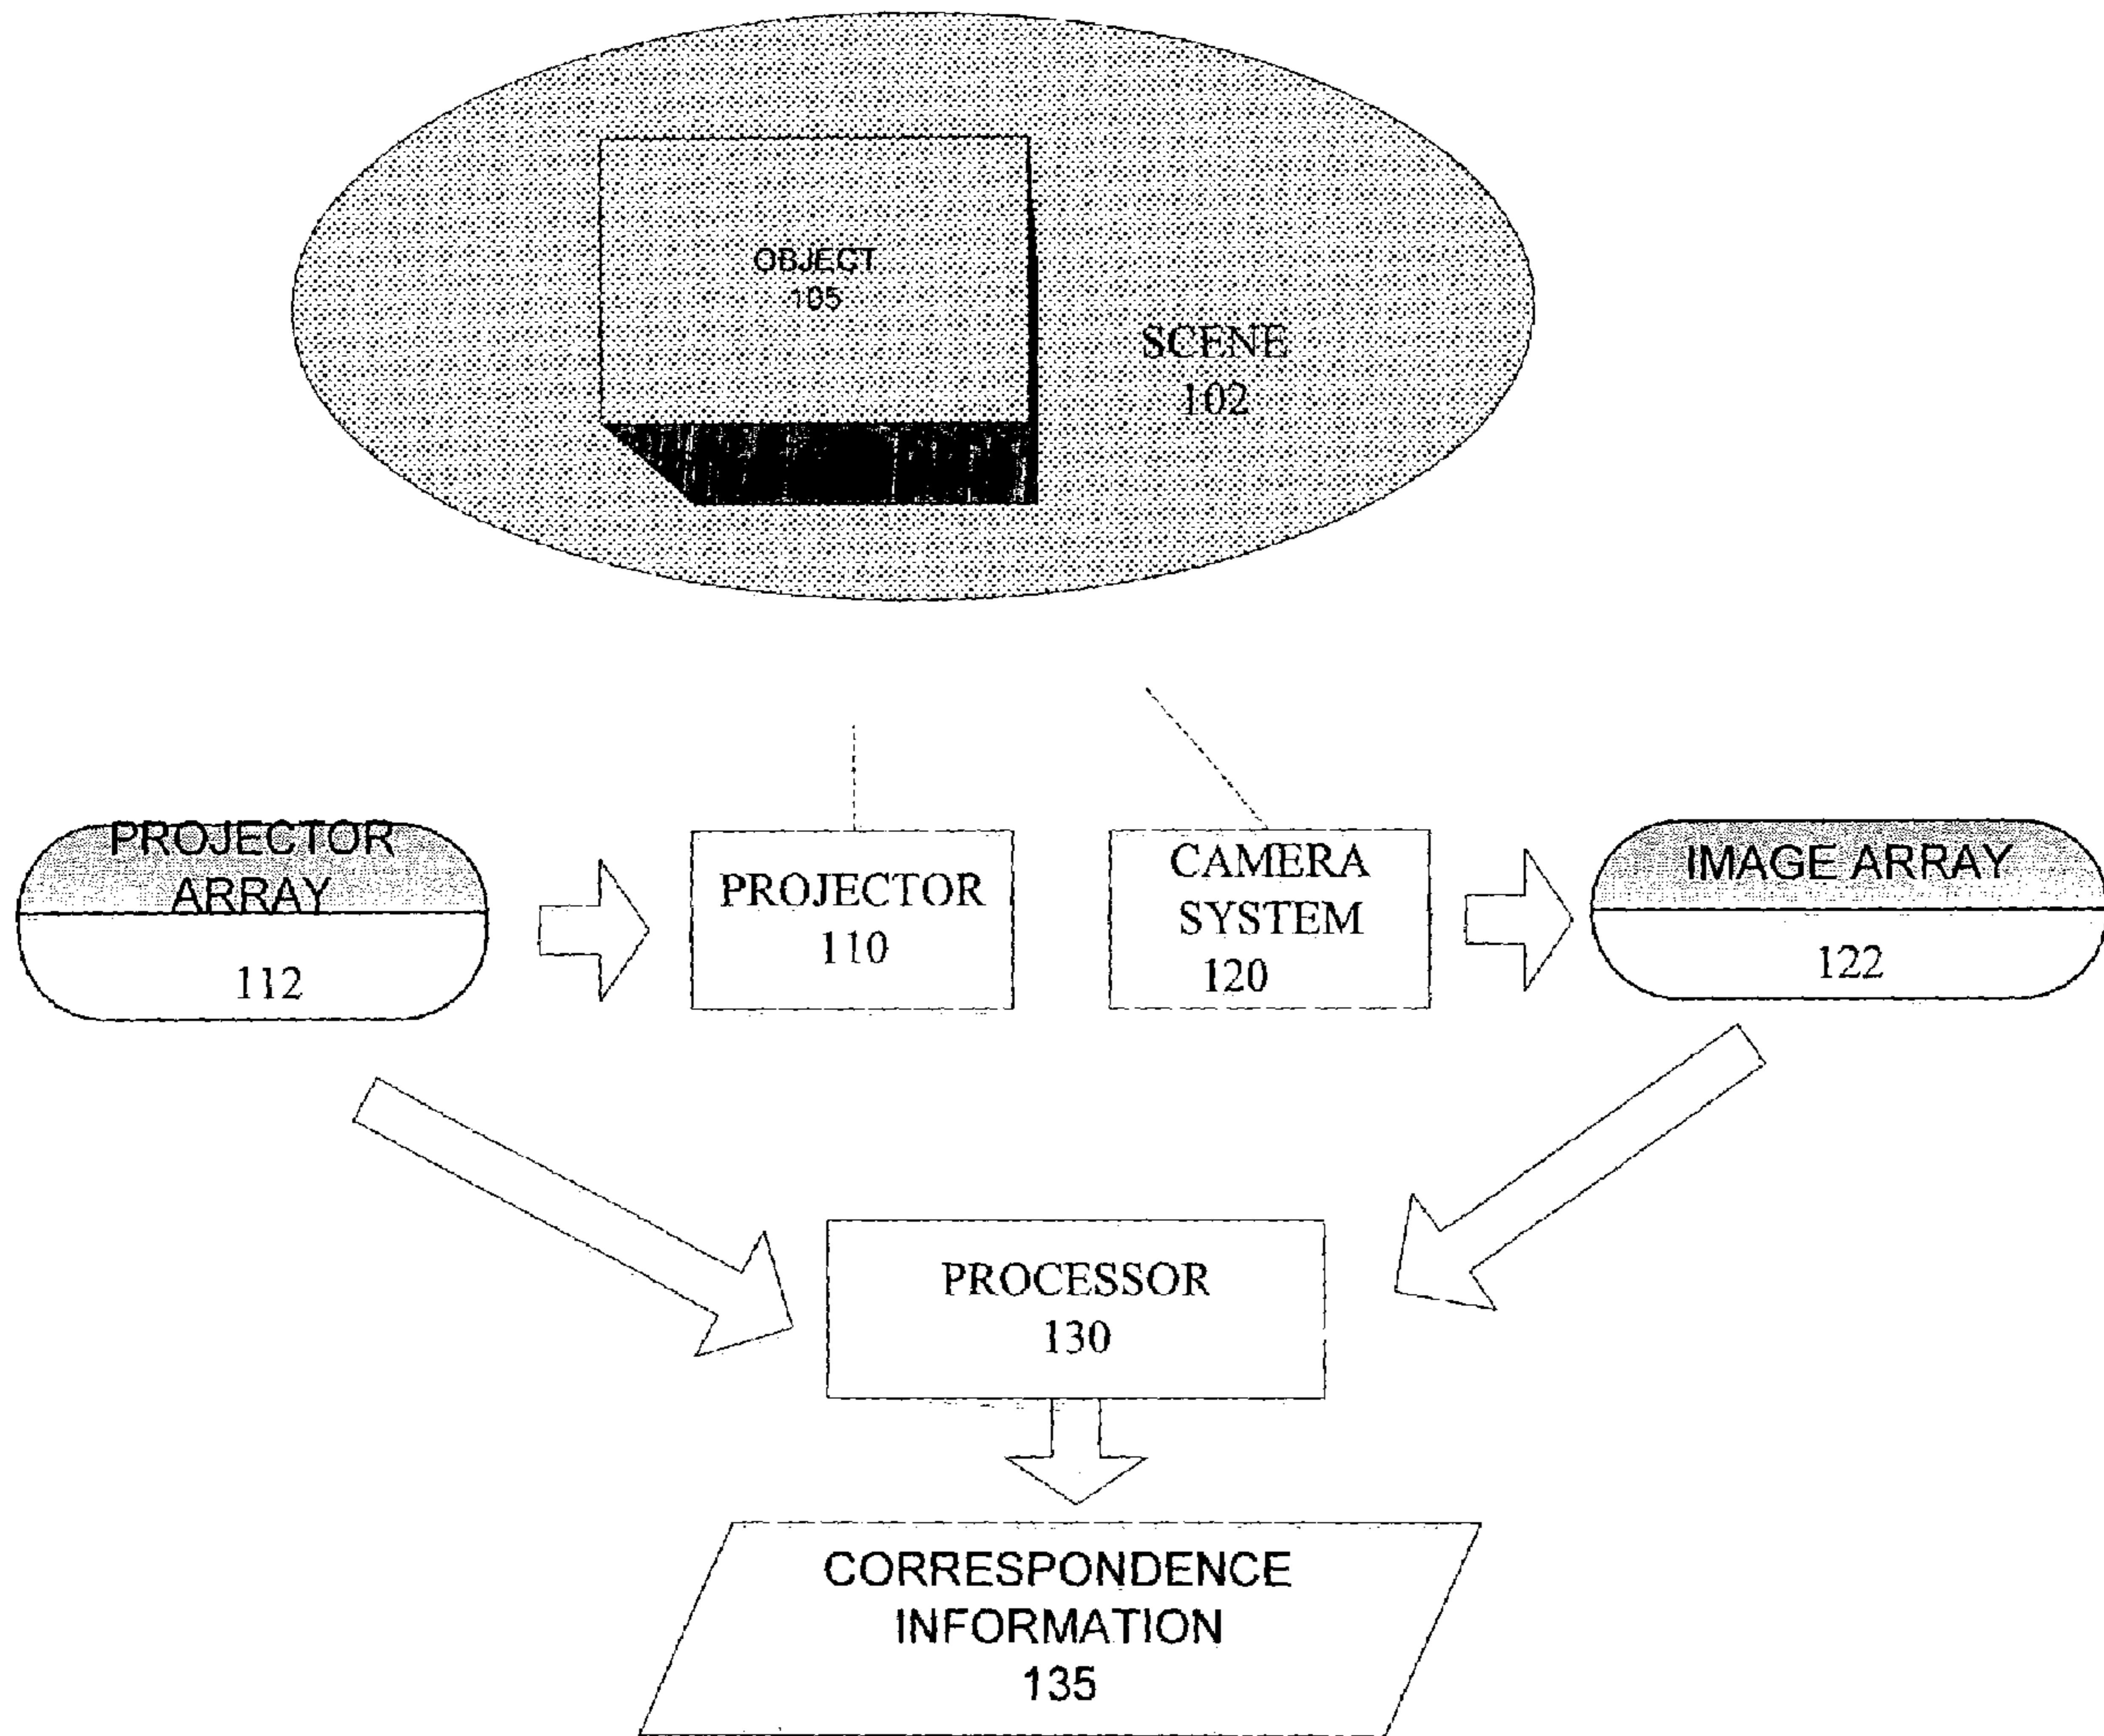 OBJECT
105
SCENE
102
PROJECTOR
ARRAY
112
PROJECTOR
110
CAMERA
SYSTEM
120
IMAGE ARRAY
122
PROCESSOR
130
CORRESPONDENCE
INFORMATION
135